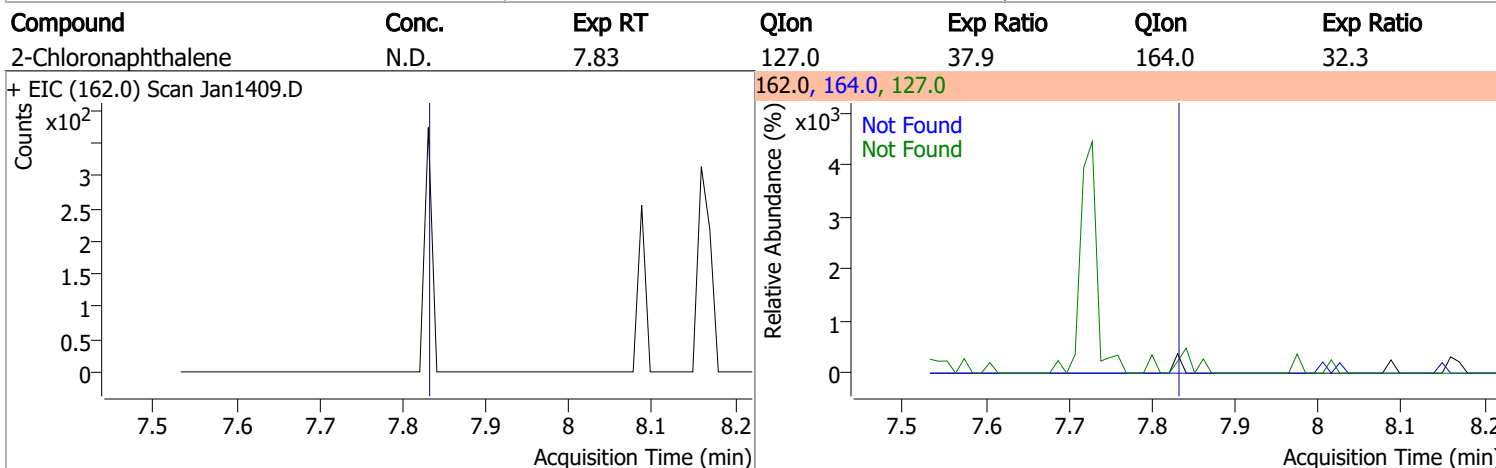 Compound Conc. Exp RT QIon Exp Ratio QIon Exp Ratio
2-Chloronaphthalene N.D. 7.83 127.0 37.9 164.0 32.3
+ EIC (162.0) Scan Jan1409.D
Counts
x10²
3
2.5
2
1.5
1
0.5
0
7.5 7.6 7.7 7.8 7.9 8 8.1 8.2
Acquisition Time (min)
162.0, 164.0, 127.0
Relative Abundance (%)
x10³
Not Found
Not Found
4
3
2
1
0
7.5 7.6 7.7 7.8 7.9 8 8.1 8.2
Acquisition Time (min)